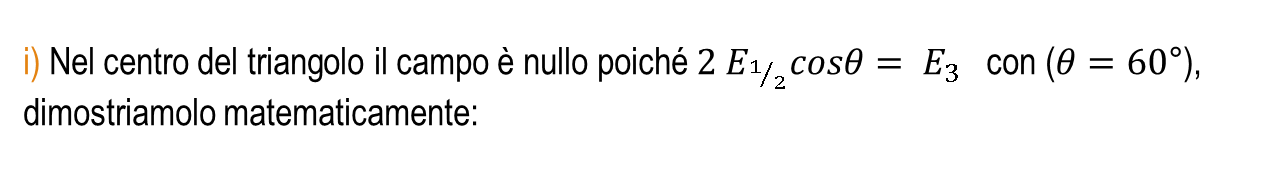 i) Nel centro del triangolo il campo è nullo poiché 2 E₁/₂ cosθ = E₃ con (θ = 60°),
dimostriamolo matematicamente: